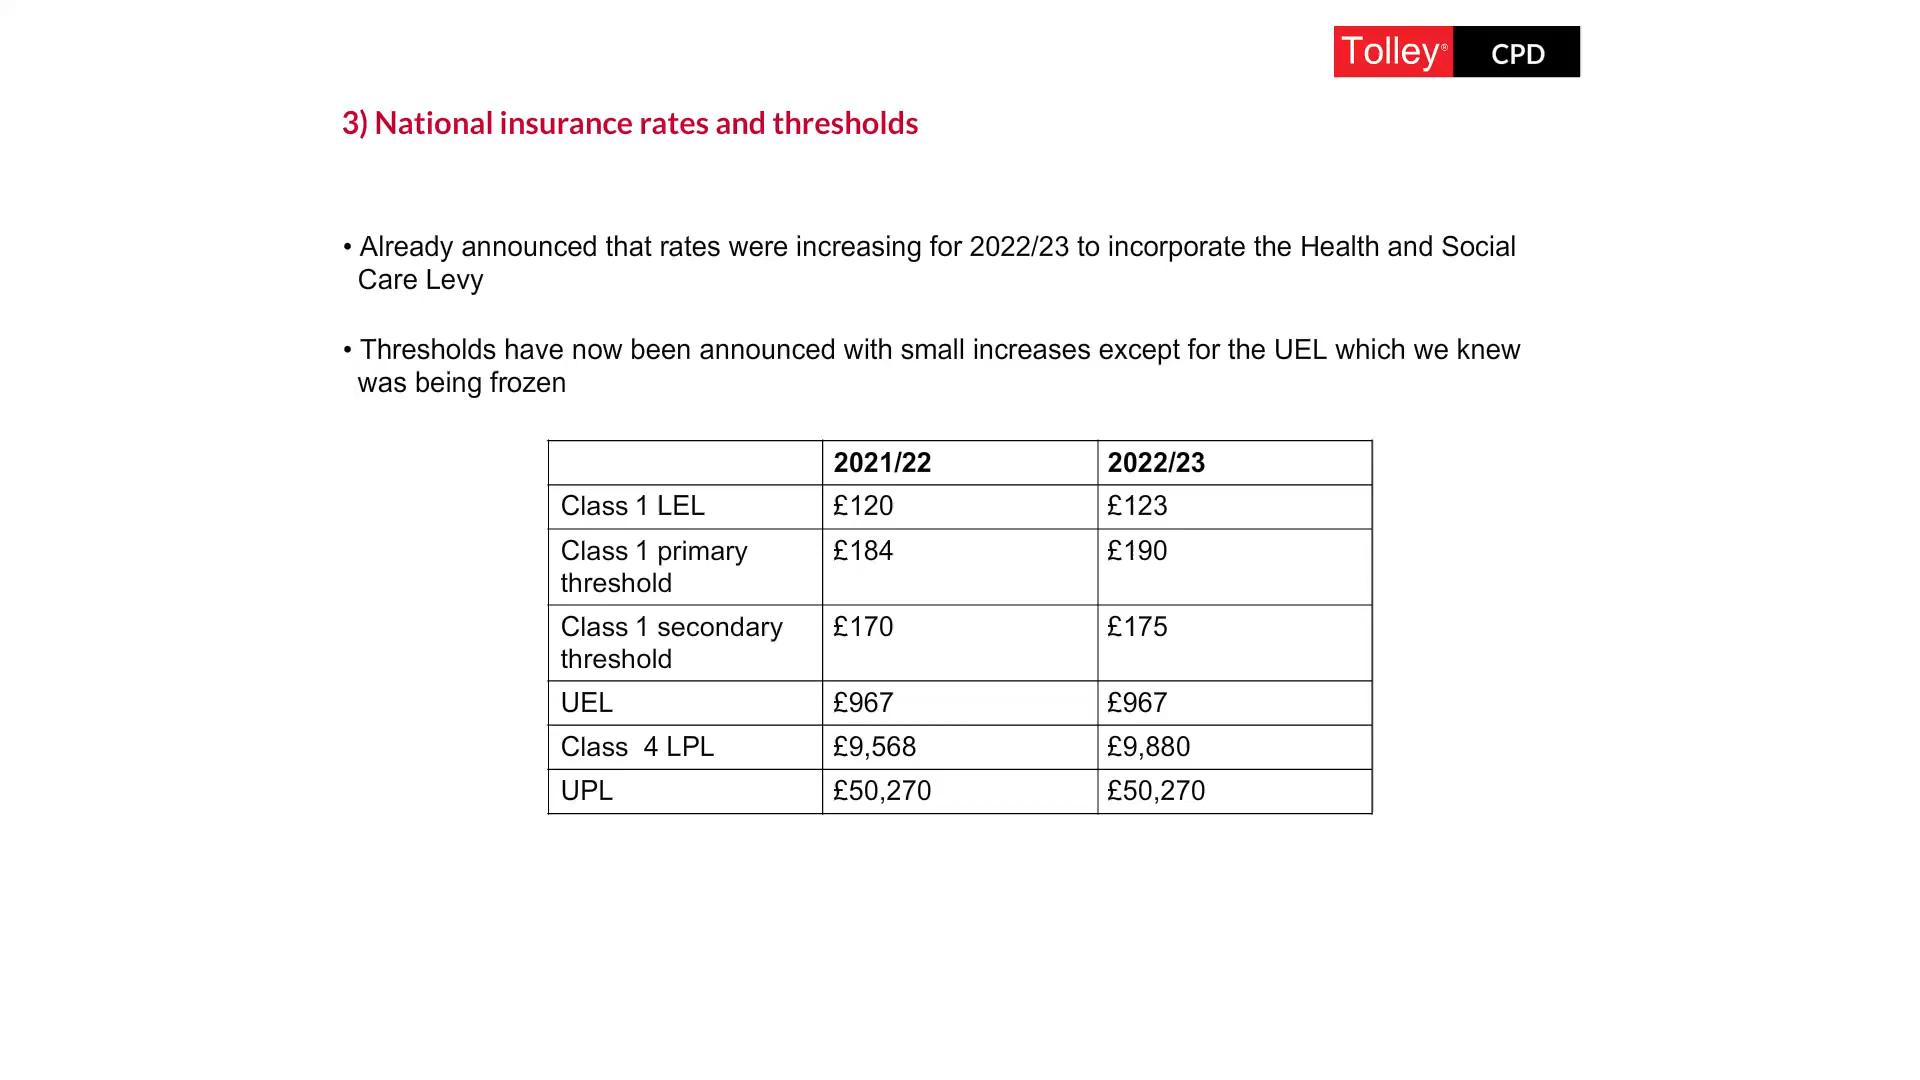 Tolley® CPD
3) National insurance rates and thresholds
• Already announced that rates were increasing for 2022/23 to incorporate the Health and Social
Care Levy
• Thresholds have now been announced with small increases except for the UEL which we knew
was being frozen
2021/22 2022/23
Class 1 LEL £120 £123
Class 1 primary £184 £190
threshold
Class 1 secondary £170 £175
threshold
UEL £967 £967
Class 4 LPL £9,568 £9,880
UPL £50,270 £50,270